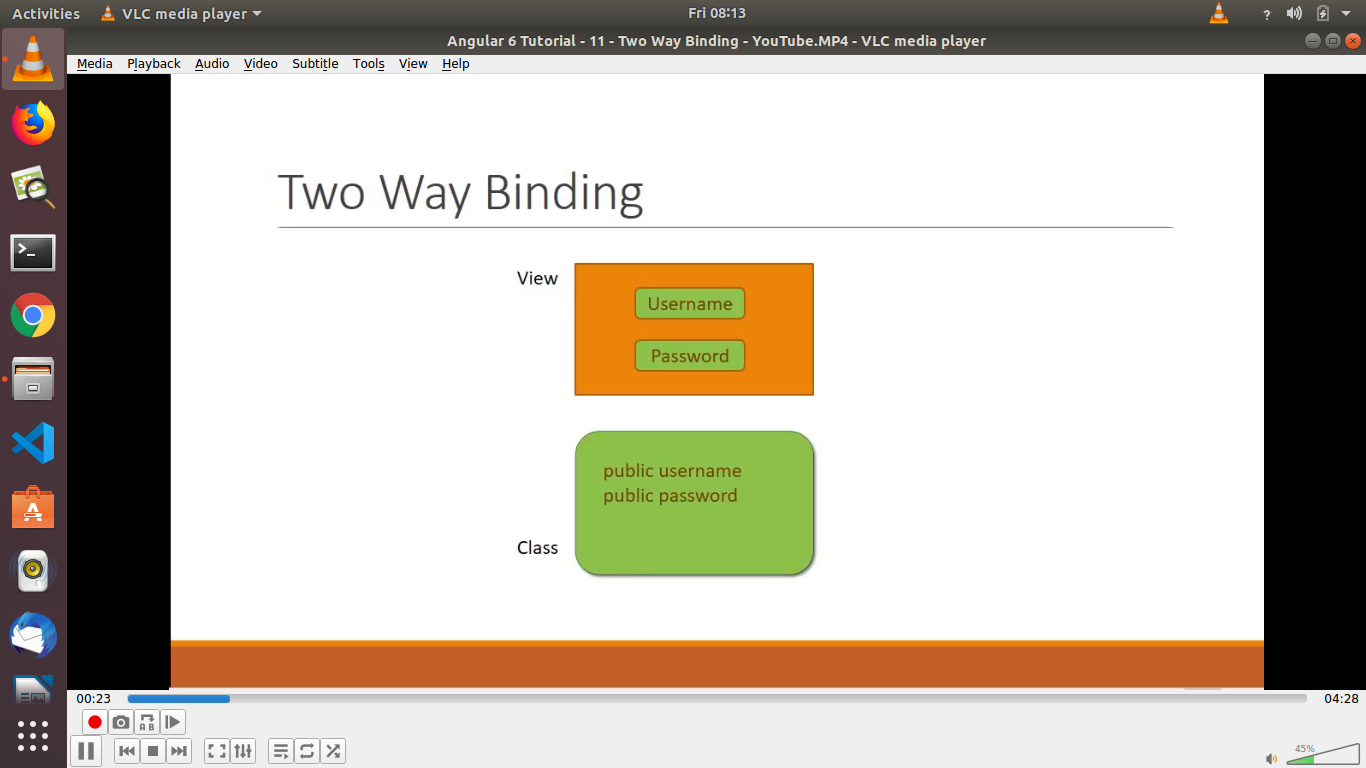 Activities VLC media player Fri 08:13 ?
Angular 6 Tutorial - 11 - Two Way Binding - YouTube.MP4 - VLC media player
Media Playback Audio Video Subtitle Tools View Help
Two Way Binding
View
Username
Password
public username
public password
Class
00:23 04:28
A B
45%